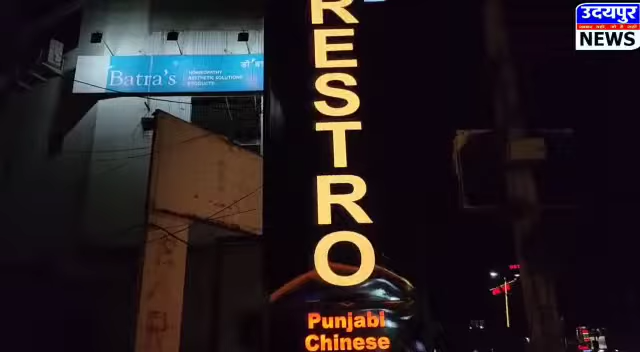 उदयपुर
NEWS
डॉ बा
Batra's
HOMEOPATHY
AESTHETIC SOLUTIONS
PRODUCTS
RESTRO
Punjabi
Chinese